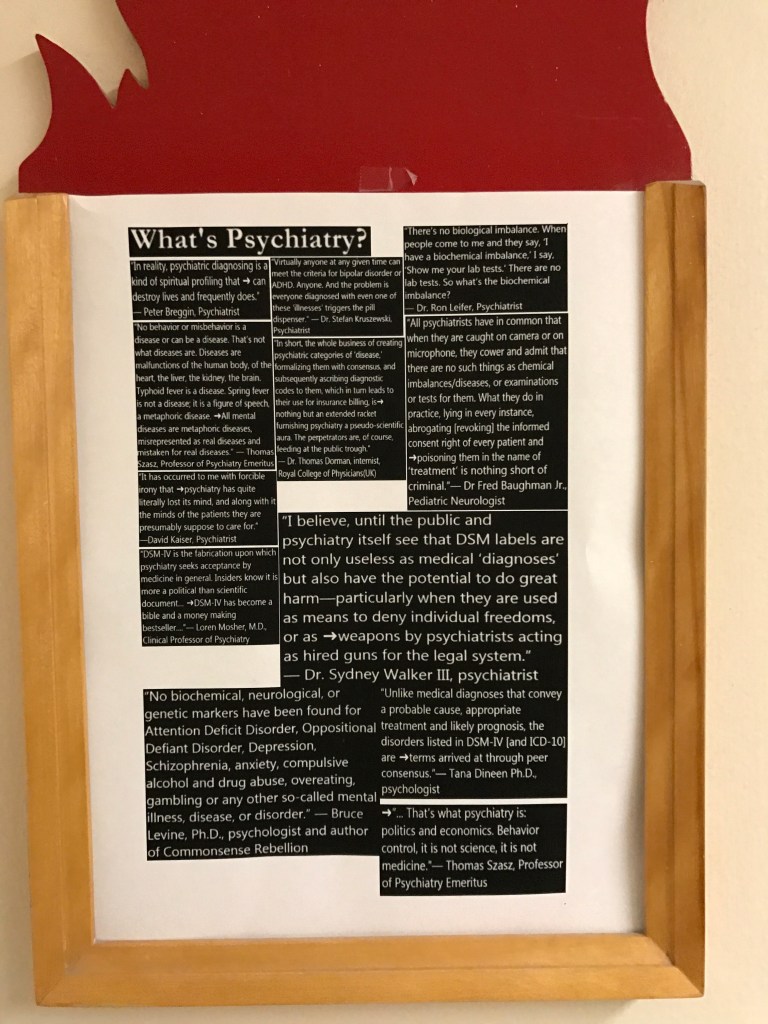 What's Psychiatry?
"In reality, psychiatric diagnosing is a
kind of spiritual profiling that ➔ can
destroy lives and frequently does."
— Peter Breggin, Psychiatrist
"No behavior or misbehavior is a
disease or can be a disease. That's not
what diseases are. Diseases are
malfunctions of the human body, of the
heart, the liver, the kidney, the brain.
Typhoid fever is a disease. Spring fever
is not a disease; it is a figure of speech,
a metaphoric disease. ➔All mental
diseases are metaphoric diseases,
misrepresented as real diseases and
mistaken for real diseases." — Thomas
Szasz, Professor of Psychiatry Emeritus
"It has occurred to me with forcible
irony that ➔psychiatry has quite
literally lost its mind, and along with it
the minds of the patients they are
presumably suppose to care for."
—David Kaiser, Psychiatrist
"DSM-IV is the fabrication upon which
psychiatry seeks acceptance by
medicine in general. Insiders know it is
more a political than scientific
document... ➔DSM-IV has become a
bible and a money making
bestseller...."— Loren Mosher, M.D.,
Clinical Professor of Psychiatry
"Virtually anyone at any given time can
meet the criteria for bipolar disorder or
ADHD. Anyone. And the problem is
everyone diagnosed with even one of
these 'illnesses' triggers the pill
dispenser." — Dr. Stefan Kruszewski,
Psychiatrist
"In short, the whole business of creating
psychiatric categories of 'disease,'
formalizing them with consensus, and
subsequently ascribing diagnostic
codes to them, which in turn leads to
their use for insurance billing, is➔
nothing but an extended racket
furnishing psychiatry a pseudo-scientific
aura. The perpetrators are, of course,
feeding at the public trough."
— Dr. Thomas Dorman, internist,
Royal College of Physicians(UK)
"There's no biological imbalance. When
people come to me and they say, 'I
have a biochemical imbalance,' I say,
'Show me your lab tests.' There are no
lab tests. So what's the biochemical
imbalance?
— Dr. Ron Leifer, Psychiatrist
"All psychiatrists have in common that
when they are caught on camera or on
microphone, they cower and admit that
there are no such things as chemical
imbalances/diseases, or examinations
or tests for them. What they do in
practice, lying in every instance,
abrogating [revoking] the informed
consent right of every patient and
➔poisoning them in the name of
'treatment' is nothing short of
criminal."— Dr Fred Baughman Jr.,
Pediatric Neurologist
"I believe, until the public and
psychiatry itself see that DSM labels are
not only useless as medical 'diagnoses'
but also have the potential to do great
harm—particularly when they are used
as means to deny individual freedoms,
or as ➔weapons by psychiatrists acting
as hired guns for the legal system."
— Dr. Sydney Walker III, psychiatrist
"No biochemical, neurological, or
genetic markers have been found for
Attention Deficit Disorder, Oppositional
Defiant Disorder, Depression,
Schizophrenia, anxiety, compulsive
alcohol and drug abuse, overeating,
gambling or any other so-called mental
illness, disease, or disorder." — Bruce
Levine, Ph.D., psychologist and author
of Commonsense Rebellion
"Unlike medical diagnoses that convey
a probable cause, appropriate
treatment and likely prognosis, the
disorders listed in DSM-IV [and ICD-10]
are ➔terms arrived at through peer
consensus."— Tana Dineen Ph.D.,
psychologist
➔"... That's what psychiatry is:
politics and economics. Behavior
control, it is not science, it is not
medicine."— Thomas Szasz, Professor
of Psychiatry Emeritus